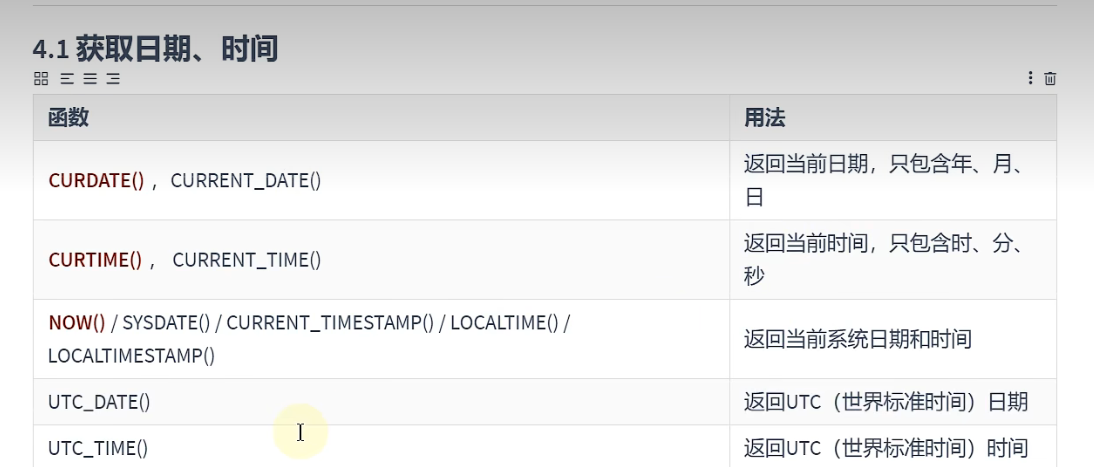 4.1 获取日期、时间
函数 用法
CURDATE() ，CURRENT_DATE() 返回当前日期，只包含年、月、
日
CURTIME() ， CURRENT_TIME() 返回当前时间，只包含时、分、
秒
NOW() / SYSDATE() / CURRENT_TIMESTAMP() / LOCALTIME() /
LOCALTIMESTAMP()
返回当前系统日期和时间
UTC_DATE() 返回UTC（世界标准时间）日期
UTC_TIME() 返回UTC（世界标准时间）时间